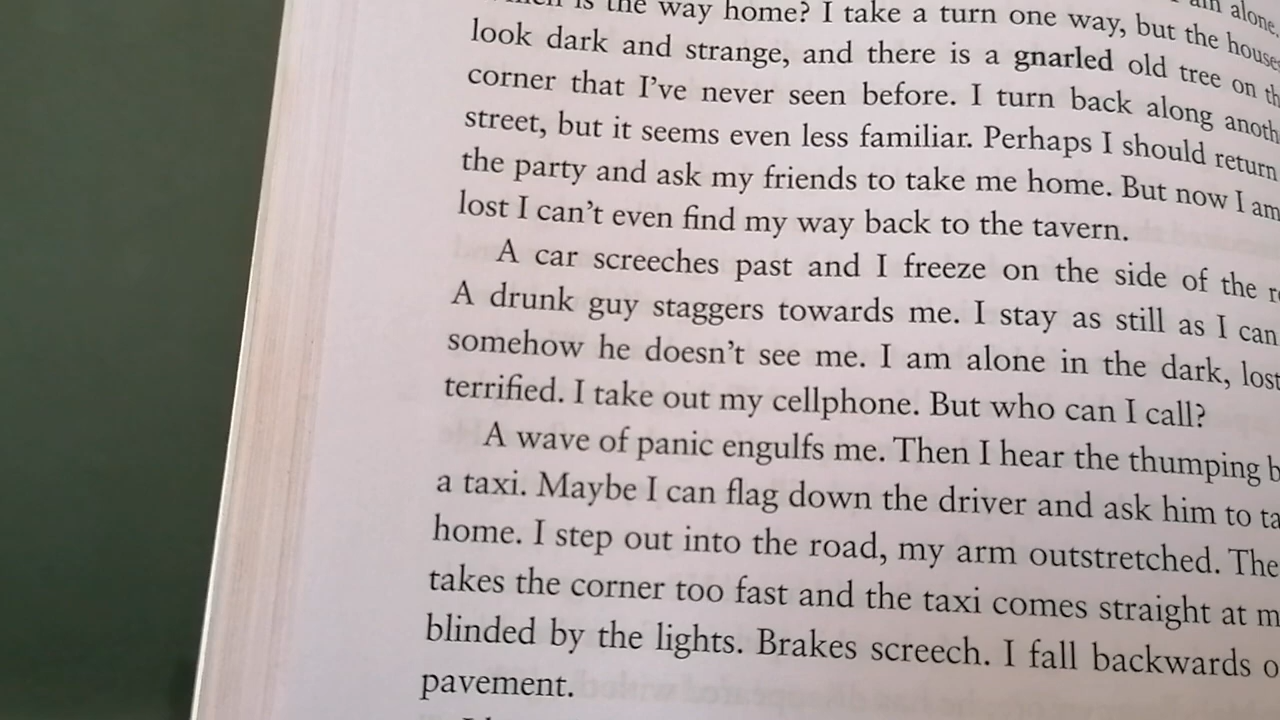 is the way home? I take a turn one way, but the
look dark and strange, and there is a gnarled old tree on
corner that I've never seen before. I turn back along
street, but it seems even less familiar. Perhaps I should return
the party and ask my friends to take me home. But now I am
lost I can't even find my way back to the tavern.
A car screeches past and I freeze on the side of the
A drunk guy staggers towards me. I stay as still as I can
somehow he doesn't see me. I am alone in the dark, lost
terrified. I take out my cellphone. But who can I call?
A wave of panic engulfs me. Then I hear the thumping
a taxi. Maybe I can flag down the driver and ask him to
home. I step out into the road, my arm outstretched. The
takes the corner too fast and the taxi comes straight at
blinded by the lights. Brakes screech. I fall backwards
pavement.